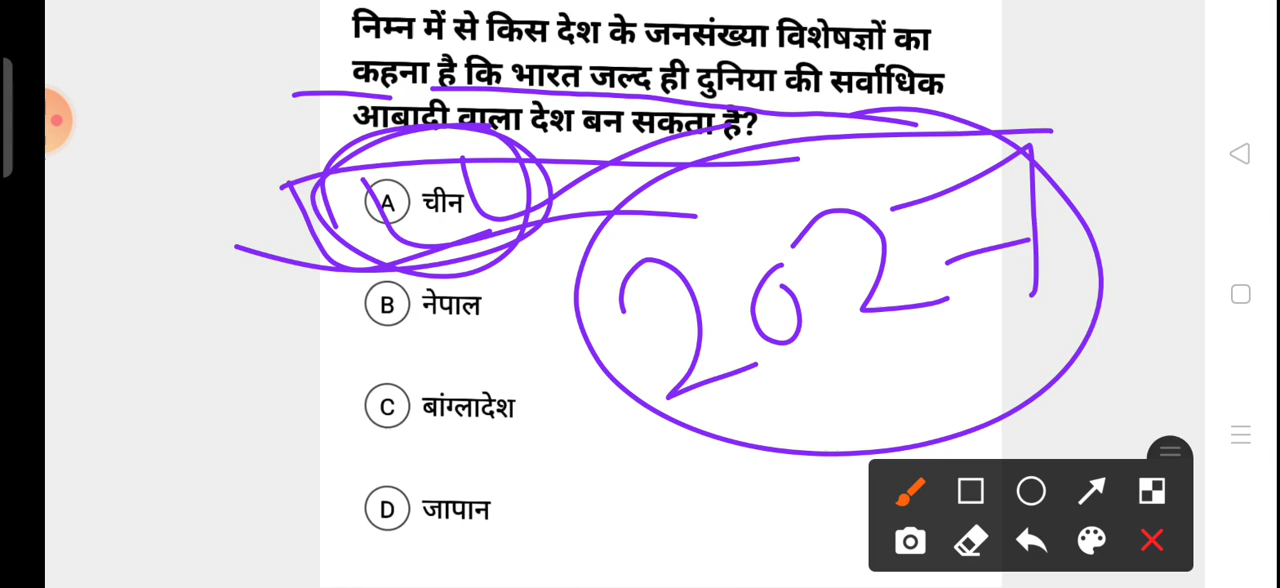 निम्न में से किस देश के जनसंख्या विशेषज्ञों का
कहना है कि भारत जल्द ही दुनिया की सर्वाधिक
आबादी वाला देश बन सकता है?
A चीन
2027
B नेपाल
C बांग्लादेश
D जापान